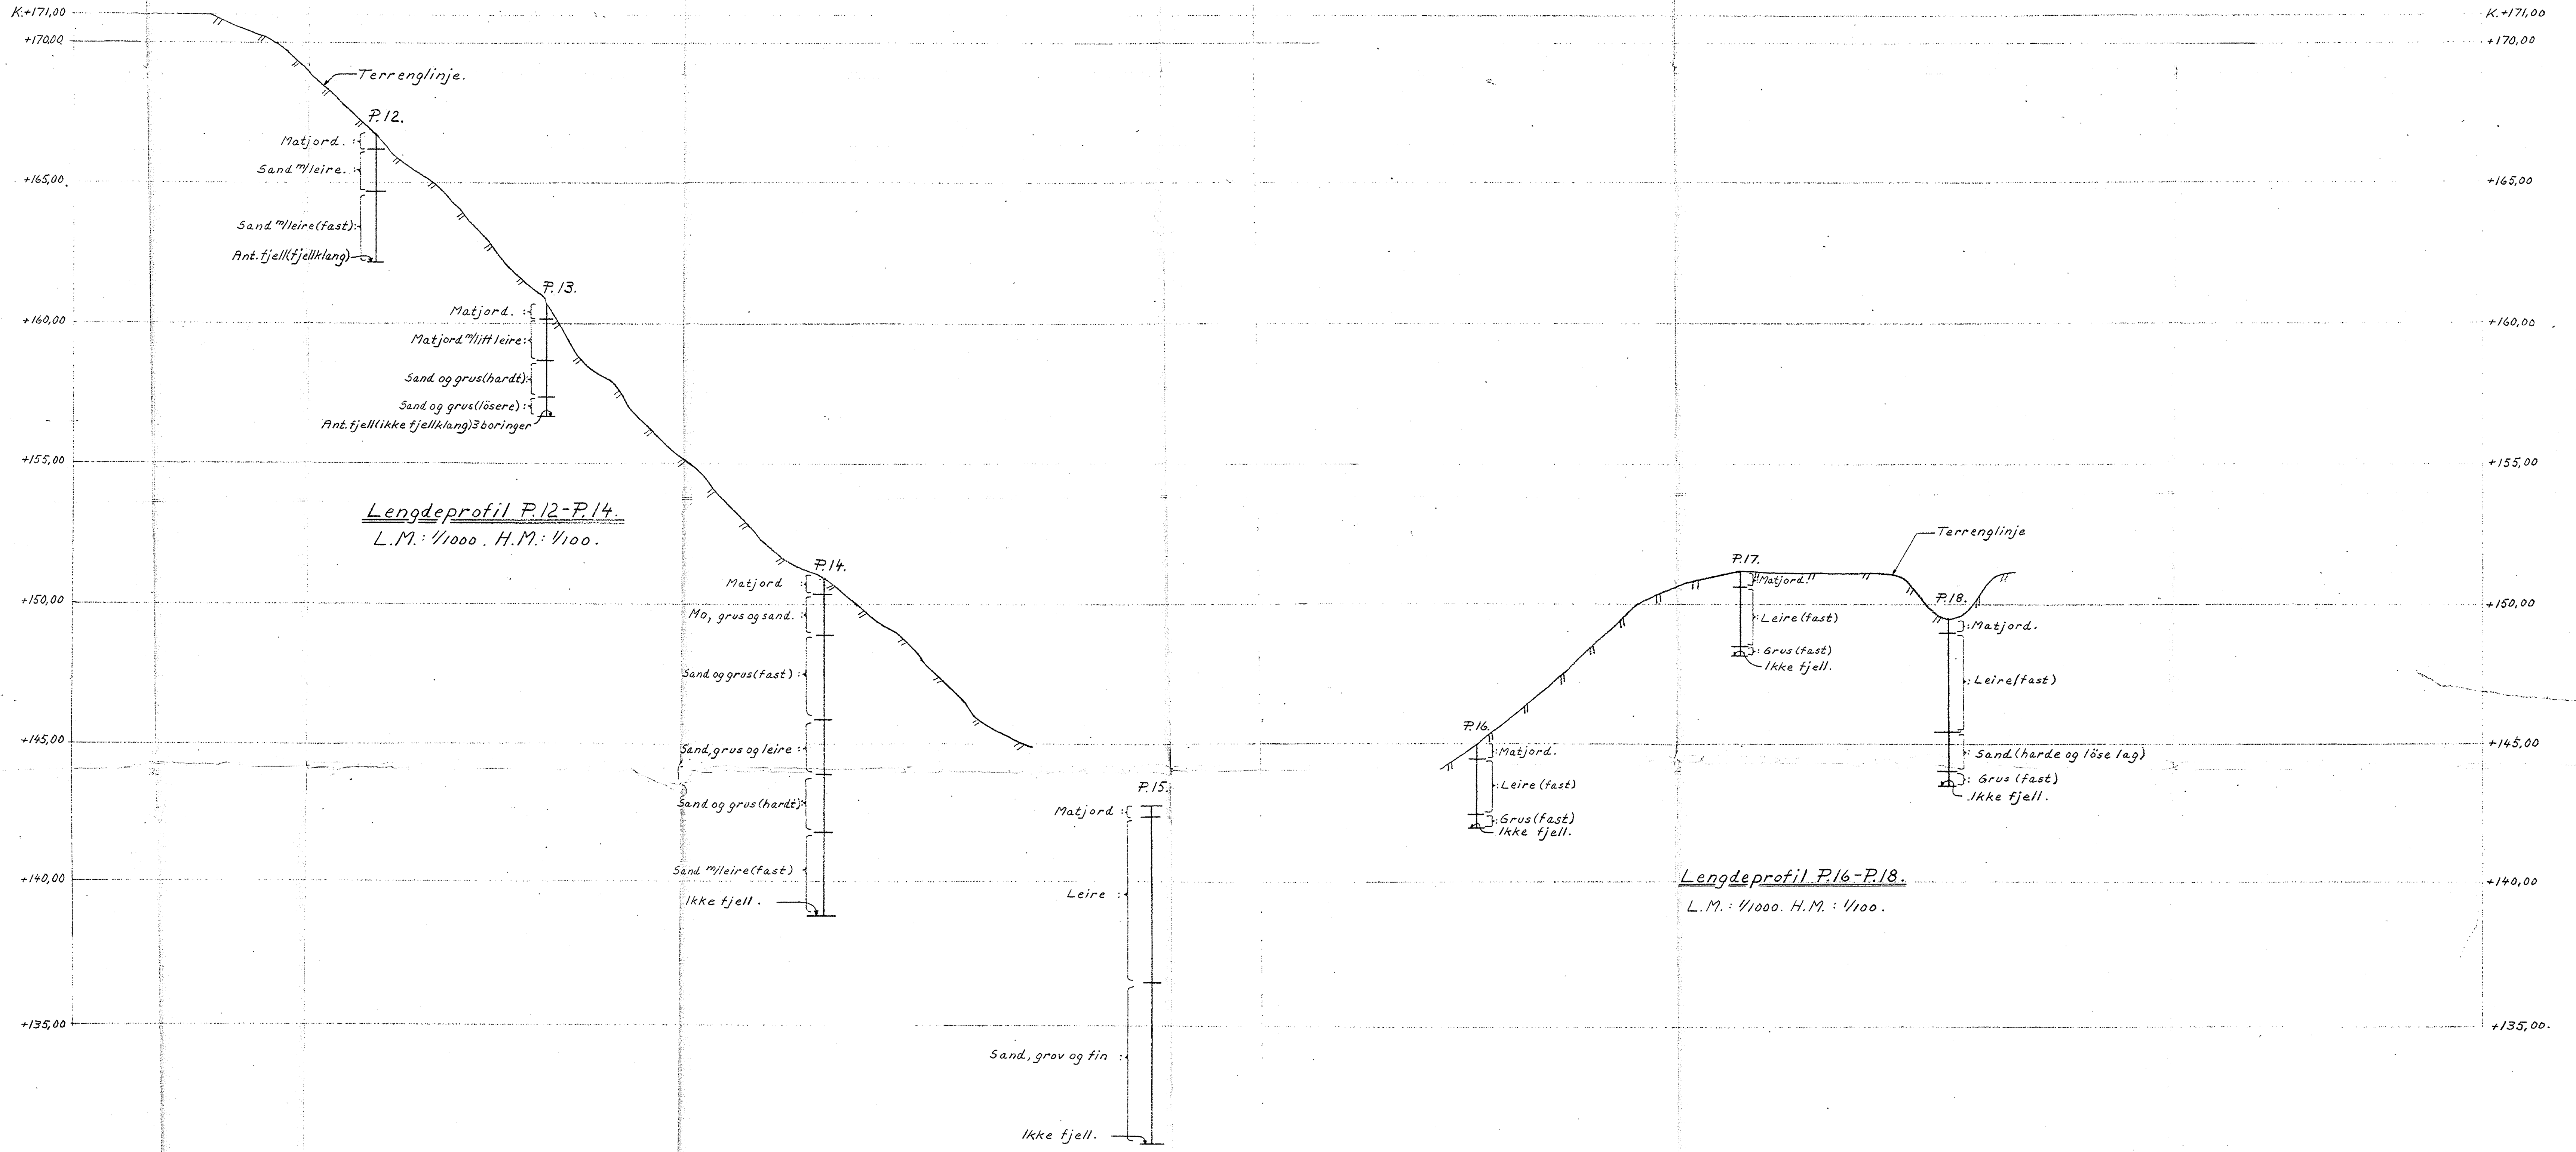 K.+171,00
+170,00
+165,00.
+160,00
+155,00
+150,00
+145,00
+140,00
+135,00
Terrenglinje.
P.12.
Matjord. :
Sand m/leire. :
Sand m/leire(fast):
Ant. fjell(fjellklang)
P.13.
Matjord. :
Matjord m/litt leire:
Sand og grus(hardt):
Sand og grus(lösere) :
Ant. fjell(ikke fjellklang)3 boringer
Lengdeprofil P.12-P.14.
L.M.: 1/1000. H.M.: 1/100.
P.14.
Matjord :
Mo, grus og sand. :
Sand og grus(fast) :
Sand, grus og leire :
Sand og grus(hardt):
Sand m/leire(fast) :
Ikke fjell.
P.15.
Matjord :
Leire :
Sand, grov og fin :
Ikke fjell.
P.16.
:Matjord.
:Leire (fast)
:Grus(fast)
Ikke fjell.
P.17.
:Matjord.
:Leire(fast)
:Grus(fast)
Ikke fjell.
Terrenglinje
P.18.
:Matjord.
:Leire(fast)
: Sand(harde og löse lag)
: Grus (fast)
Ikke fjell.
Lengdeprofil P.16-P.18.
L.M.: 1/1000. H.M.: 1/100.
K.+171,00
+170,00
+165,00
+160,00
+155,00
+150,00
+145,00
+140,00
+135,00.